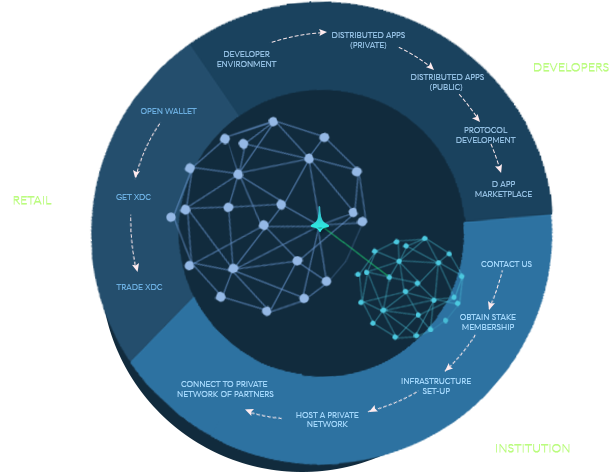 DEVELOPERS
DEVELOPER
ENVIRONMENT
DISTRIBUTED APPS
(PRIVATE)
DISTRIBUTED APPS
(PUBLIC)
PROTOCOL
DEVELOPMENT
D APP
MARKETPLACE
RETAIL
OPEN WALLET
GET XDC
TRADE XDC
CONTACT US
OBTAIN STAKE
MEMBERSHIP
INFRASTRUCTURE
SET-UP
HOST A PRIVATE
NETWORK
CONNECT TO PRIVATE
NETWORK OF PARTNERS
INSTITUTION